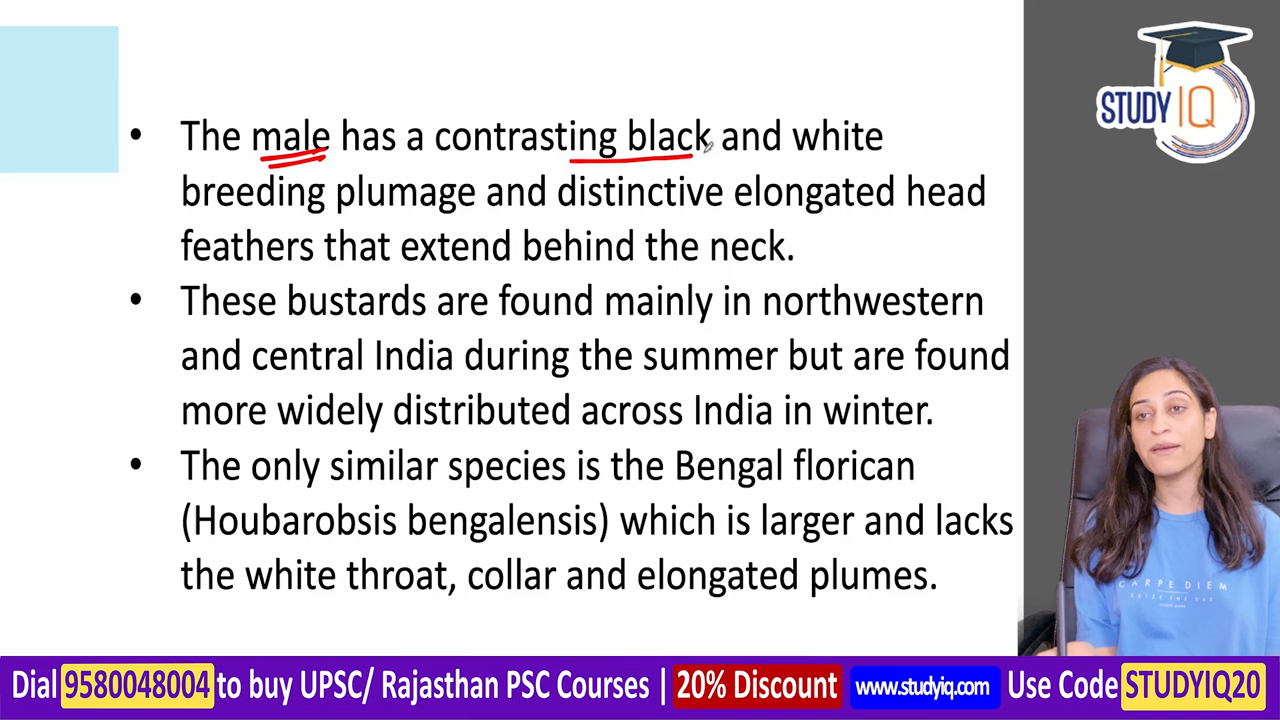 STUDY IQ
• The male has a contrasting black and white
breeding plumage and distinctive elongated head
feathers that extend behind the neck.
• These bustards are found mainly in northwestern
and central India during the summer but are found
more widely distributed across India in winter.
• The only similar species is the Bengal florican
(Houbarobsis bengalensis) which is larger and lacks
the white throat, collar and elongated plumes.
CARPE DIEM
Dial 9580048004 to buy UPSC/ Rajasthan PSC Courses | 20% Discount www.studyiq.com Use Code STUDYIQ20